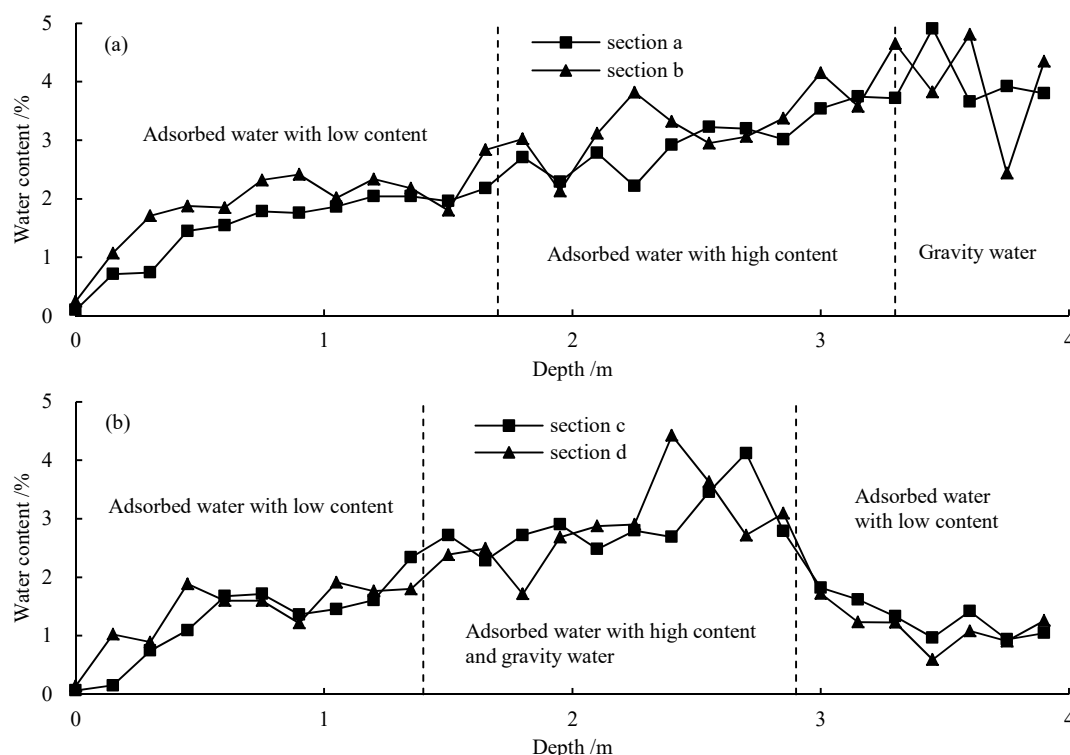 5
(a)
section a
section b
4
Adsorbed water with low content
3
Water content /%
2
Adsorbed water with high content
Gravity water
1
0
0
1
2
3
4
Depth /m
5
(b)
section c
section d
4
Adsorbed water with low content
Adsorbed water
with low content
3
Water content /%
2
Adsorbed water with high content
and gravity water
1
0
0
1
2
3
4
Depth /m